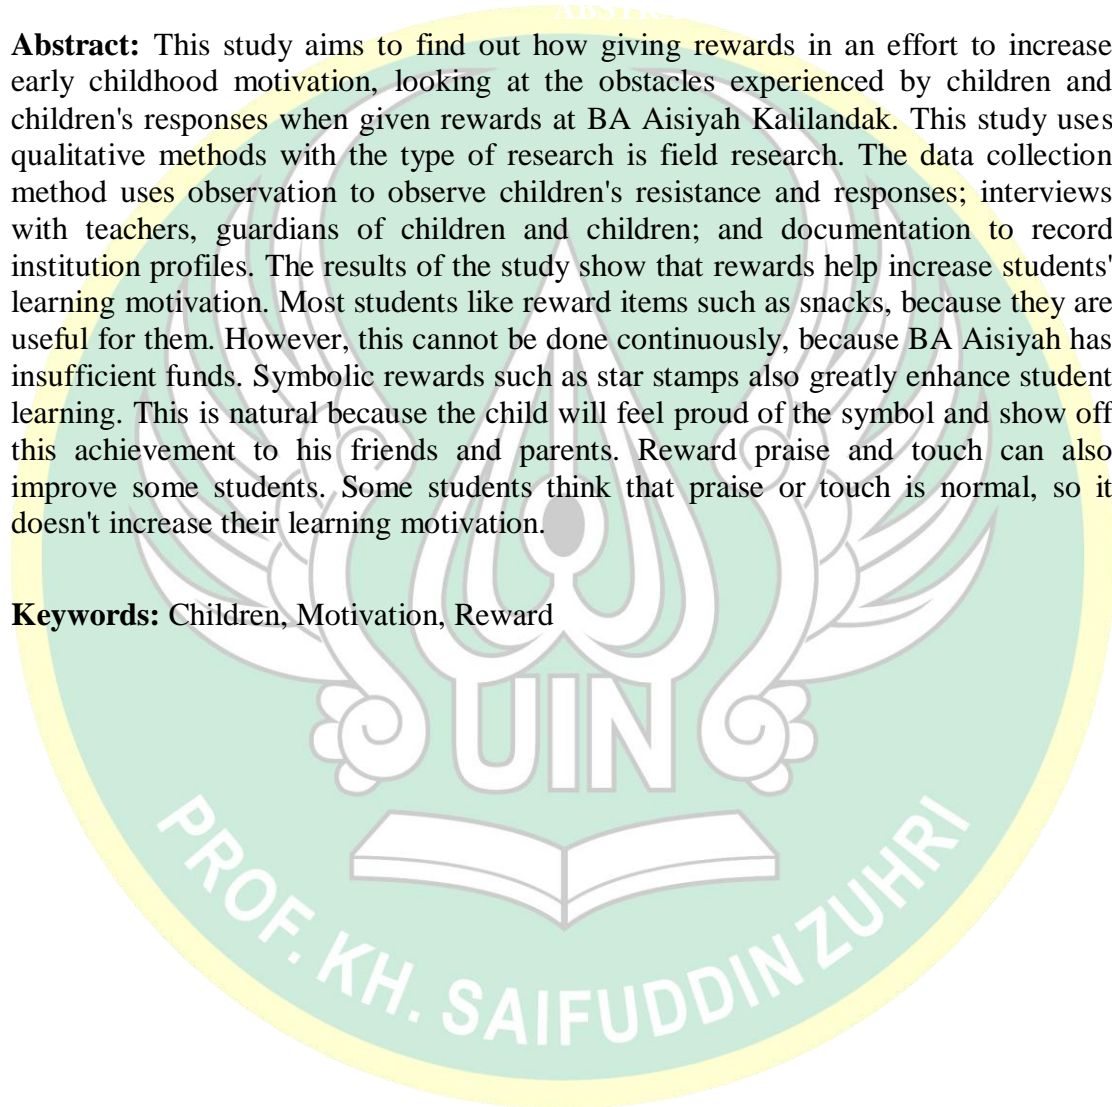 ABSTRACT
Abstract: This study aims to find out how giving rewards in an effort to increase
early childhood motivation, looking at the obstacles experienced by children and
children's responses when given rewards at BA Aisiyah Kalilandak. This study uses
qualitative methods with the type of research is field research. The data collection
method uses observation to observe children's resistance and responses; interviews
with teachers, guardians of children and children; and documentation to record
institution profiles. The results of the study show that rewards help increase students'
learning motivation. Most students like reward items such as snacks, because they are
useful for them. However, this cannot be done continuously, because BA Aisiyah has
insufficient funds. Symbolic rewards such as star stamps also greatly enhance student
learning. This is natural because the child will feel proud of the symbol and show off
this achievement to his friends and parents. Reward praise and touch can also
improve some students. Some students think that praise or touch is normal, so it
doesn't increase their learning motivation.
Keywords: Children, Motivation, Reward
UIN
PROF. KH. SAIFUDDIN ZUHRI